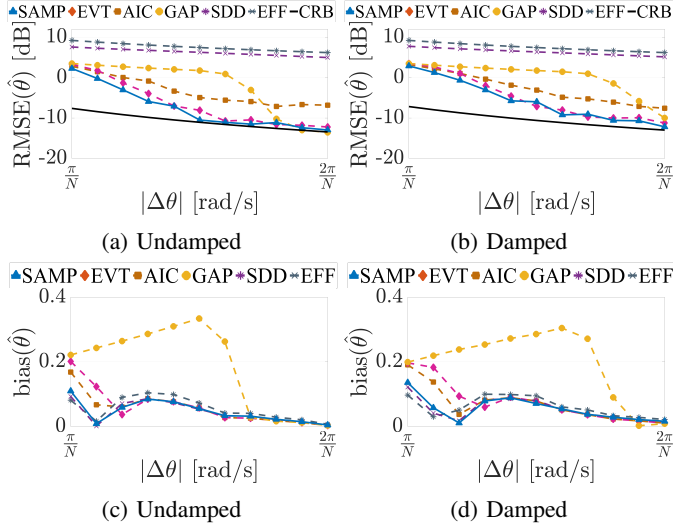 SAMP EVT AIC GAP SDD EFF CRB
RMSE(θ̂) [dB]
10
0
-10
-20
π/N
2π/N
|Δθ| [rad/s]
(a) Undamped
SAMP EVT AIC GAP SDD EFF CRB
RMSE(θ̂) [dB]
10
0
-10
-20
π/N
2π/N
|Δθ| [rad/s]
(b) Damped
SAMP EVT AIC GAP SDD EFF
bias(θ̂)
0.4
0.2
0
π/N
2π/N
|Δθ| [rad/s]
(c) Undamped
SAMP EVT AIC GAP SDD EFF
bias(θ̂)
0.4
0.2
0
π/N
2π/N
|Δθ| [rad/s]
(d) Damped